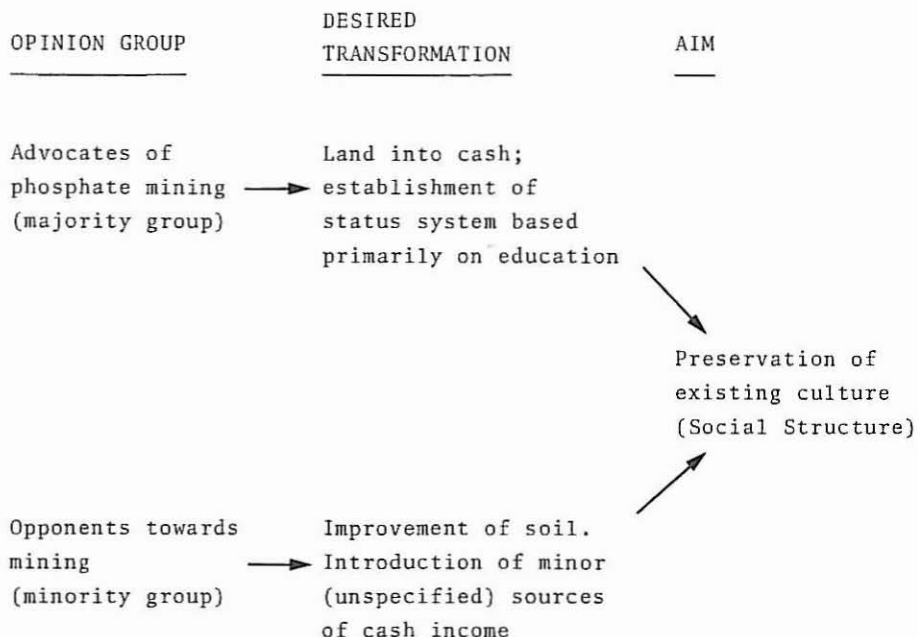 OPINION GROUP
DESIRED
TRANSFORMATION
AIM
Advocates of
phosphate mining
(majority group)
Land into cash;
establishment of
status system based
primarily on education
Preservation of
existing culture
(Social Structure)
Opponents towards
mining
(minority group)
Improvement of soil.
Introduction of minor
(unspecified) sources
of cash income